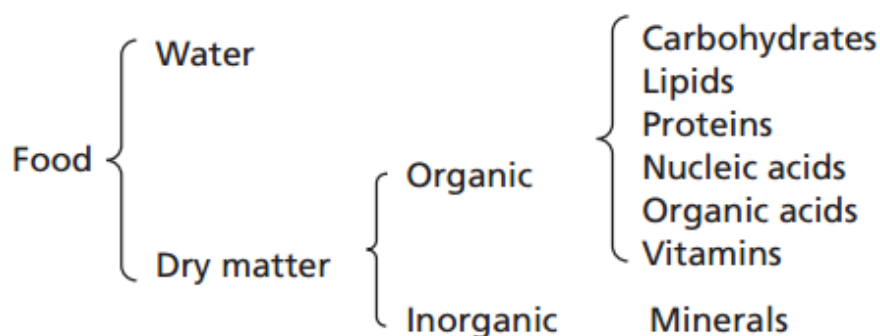 Food
Water
Dry matter
Organic
Inorganic
Carbohydrates
Lipids
Proteins
Nucleic acids
Organic acids
Vitamins
Minerals